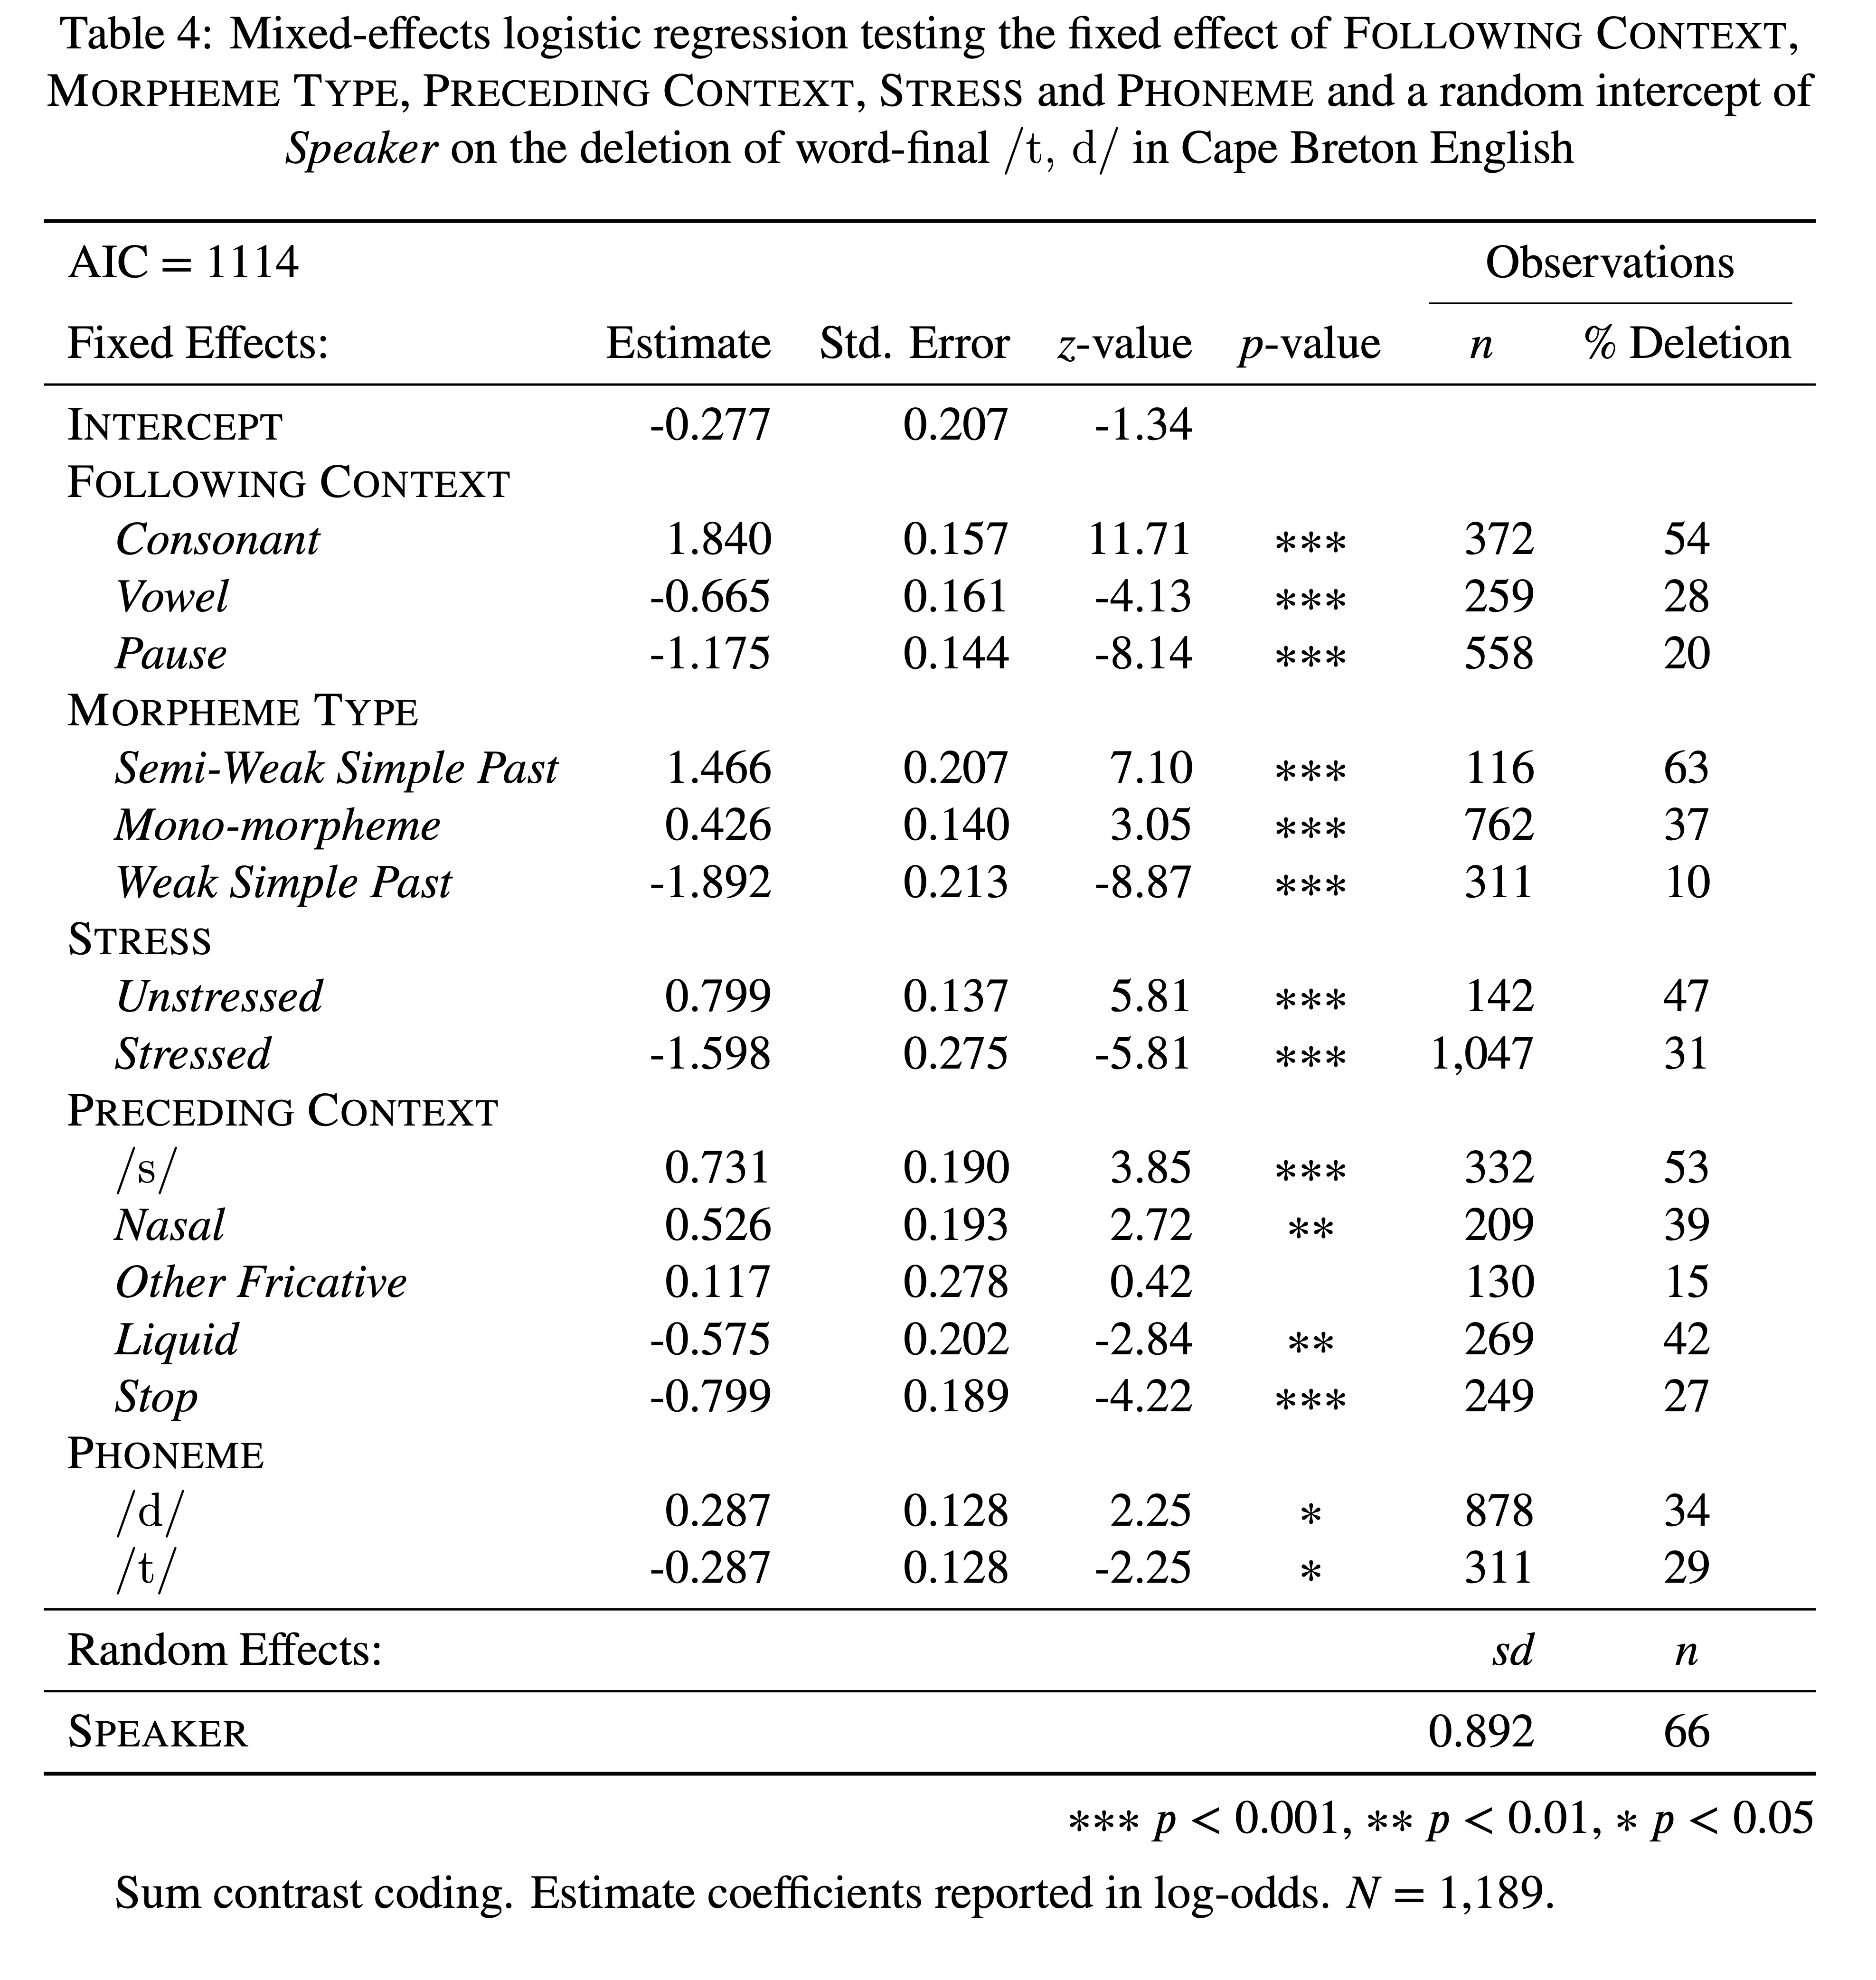 Table 4: Mixed-effects logistic regression testing the fixed effect of FOLLOWING CONTEXT,
MORPHEME TYPE, PRECEDING CONTEXT, STRESS and PHONEME and a random intercept of
Speaker on the deletion of word-final /t, d/ in Cape Breton English
AIC = 1114 Observations
Fixed Effects: Estimate Std. Error z-value p-value n % Deletion
INTERCEPT -0.277 0.207 -1.34
FOLLOWING CONTEXT
Consonant 1.840 0.157 11.71 *** 372 54
Vowel -0.665 0.161 -4.13 *** 259 28
Pause -1.175 0.144 -8.14 *** 558 20
MORPHEME TYPE
Semi-Weak Simple Past 1.466 0.207 7.10 *** 116 63
Mono-morpheme 0.426 0.140 3.05 *** 762 37
Weak Simple Past -1.892 0.213 -8.87 *** 311 10
STRESS
Unstressed 0.799 0.137 5.81 *** 142 47
Stressed -1.598 0.275 -5.81 *** 1,047 31
PRECEDING CONTEXT
/s/ 0.731 0.190 3.85 *** 332 53
Nasal 0.526 0.193 2.72 ** 209 39
Other Fricative 0.117 0.278 0.42 130 15
Liquid -0.575 0.202 -2.84 ** 269 42
Stop -0.799 0.189 -4.22 *** 249 27
PHONEME
/d/ 0.287 0.128 2.25 * 878 34
/t/ -0.287 0.128 -2.25 * 311 29
Random Effects: sd n
SPEAKER 0.892 66
*** p < 0.001, ** p < 0.01, * p < 0.05
Sum contrast coding. Estimate coefficients reported in log-odds. N = 1,189.